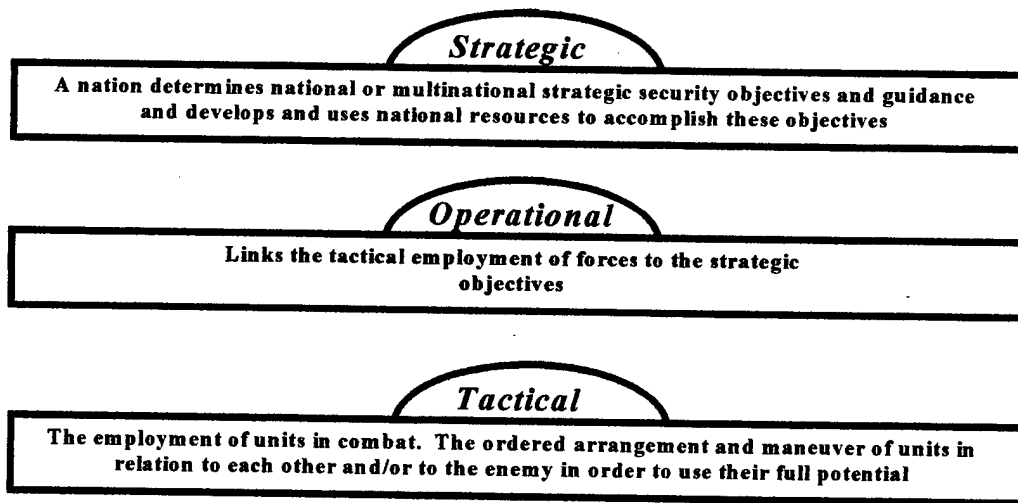 Strategic
A nation determines national or multinational strategic security objectives and guidance
and develops and uses national resources to accomplish these objectives
Operational
Links the tactical employment of forces to the strategic
objectives
Tactical
The employment of units in combat. The ordered arrangement and maneuver of units in
relation to each other and/or to the enemy in order to use their full potential